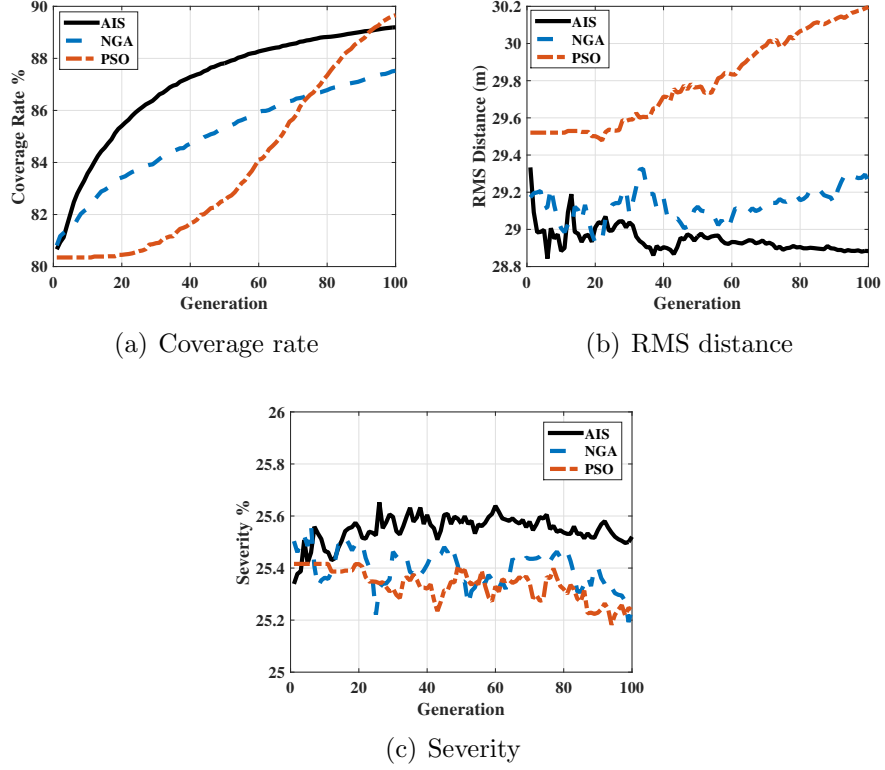 90
88
86
84
82
80
Coverage Rate %
AIS
NGA
PSO
0 20 40 60 80 100
Generation
(a) Coverage rate
30.2
30
29.8
29.6
29.4
29.2
29
28.8
RMS Distance (m)
AIS
NGA
PSO
0 20 40 60 80 100
Generation
(b) RMS distance
26
25.8
25.6
25.4
25.2
25
Severity %
AIS
NGA
PSO
0 20 40 60 80 100
Generation
(c) Severity